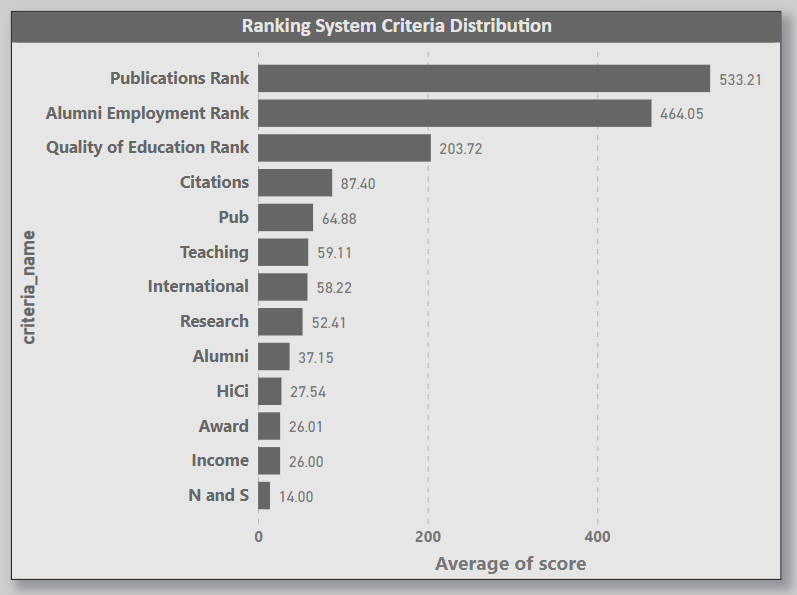 Ranking System Criteria Distribution
criteria_name
Publications Rank 533.21
Alumni Employment Rank 464.05
Quality of Education Rank 203.72
Citations 87.40
Pub 64.88
Teaching 59.11
International 58.22
Research 52.41
Alumni 37.15
HiCi 27.54
Award 26.01
Income 26.00
N and S 14.00
0 200 400
Average of score